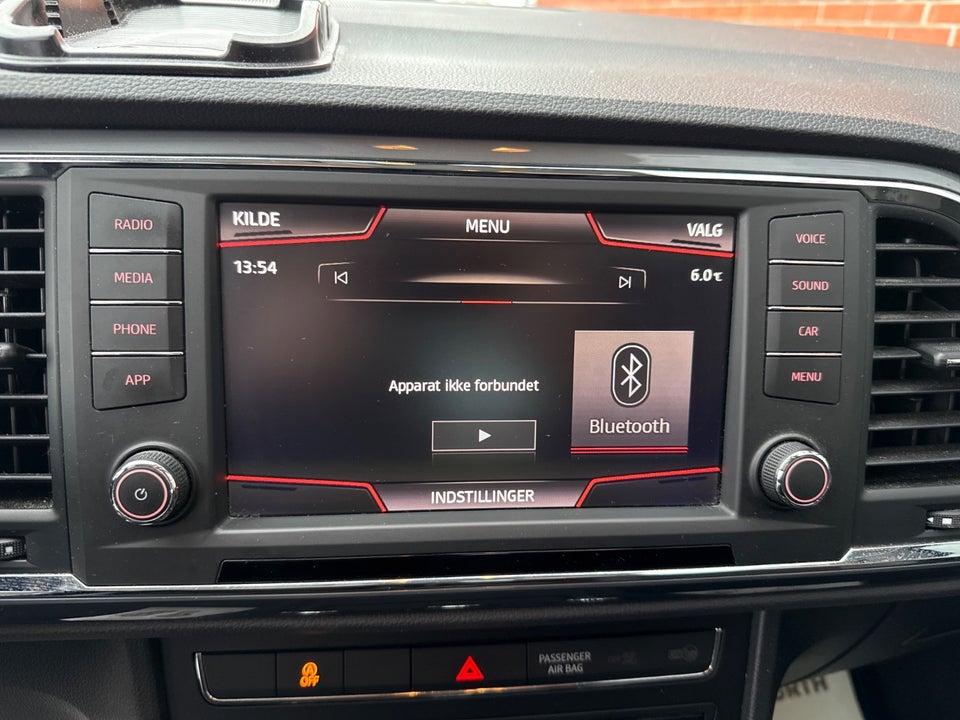 RADIO
MEDIA
PHONE
APP
KILDE
MENU
VALG
13:54
6.0℃
Apparat ikke forbundet
Bluetooth
INDSTILLINGER
VOICE
SOUND
CAR
MENU
A
OFF
PASSENGER
AIR BAG